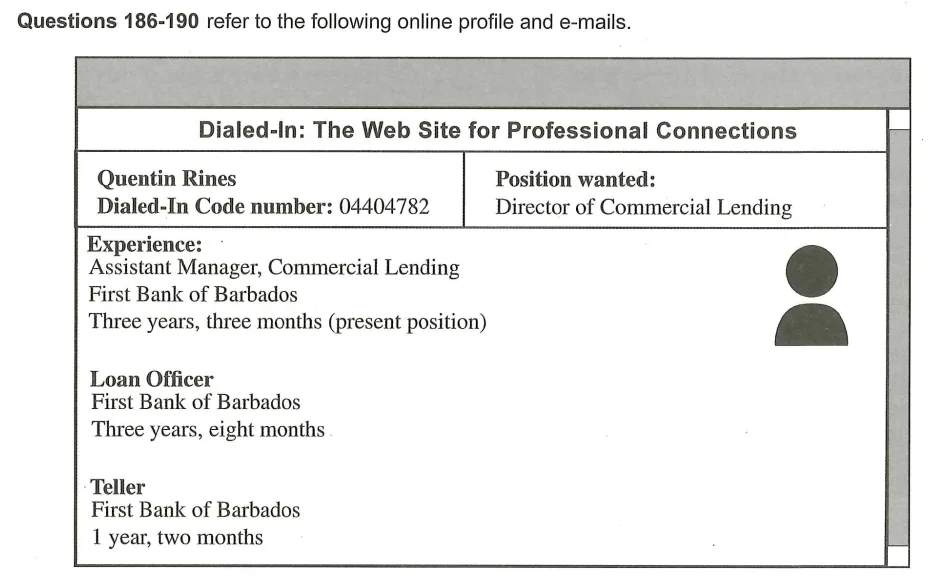 Questions 186-190 refer to the following online profile and e-mails.
Dialed-In: The Web Site for Professional Connections
Quentin Rines
Dialed-In Code number: 04404782
Position wanted:
Director of Commercial Lending
Experience:
Assistant Manager, Commercial Lending
First Bank of Barbados
Three years, three months (present position)
Loan Officer
First Bank of Barbados
Three years, eight months
Teller
First Bank of Barbados
1 year, two months